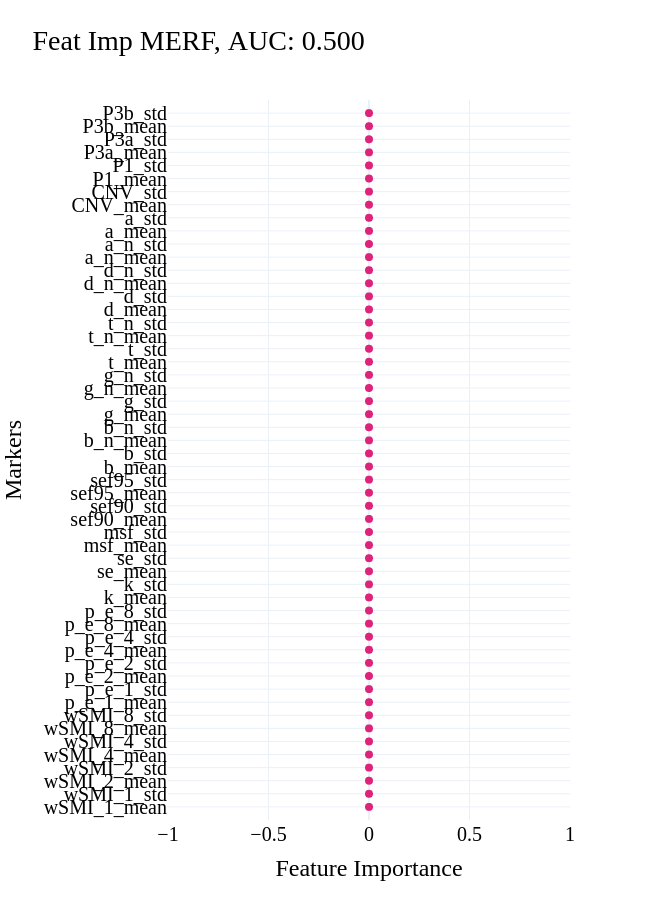 Feat Imp MERF, AUC: 0.500
P3b_std
P3b_mean
P3a_std
P3a_mean
P1_std
P1_mean
CNV_std
CNV_mean
a_std
a_mean
a_n_std
a_n_mean
d_n_std
d_n_mean
d_std
d_mean
t_n_std
t_n_mean
t_std
t_mean
g_n_std
g_n_mean
g_std
g_mean
b_n_std
b_n_mean
b_std
b_mean
sef95_std
sef95_mean
sef90_std
sef90_mean
msf_std
msf_mean
se_std
se_mean
k_std
k_mean
p_e_8_std
p_e_8_mean
p_e_4_std
p_e_4_mean
p_e_2_std
p_e_2_mean
p_e_1_std
p_e_1_mean
wSMI_8_std
wSMI_8_mean
wSMI_4_std
wSMI_4_mean
wSMI_2_std
wSMI_2_mean
wSMI_1_std
wSMI_1_mean
Markers
−1 −0.5 0 0.5 1
Feature Importance